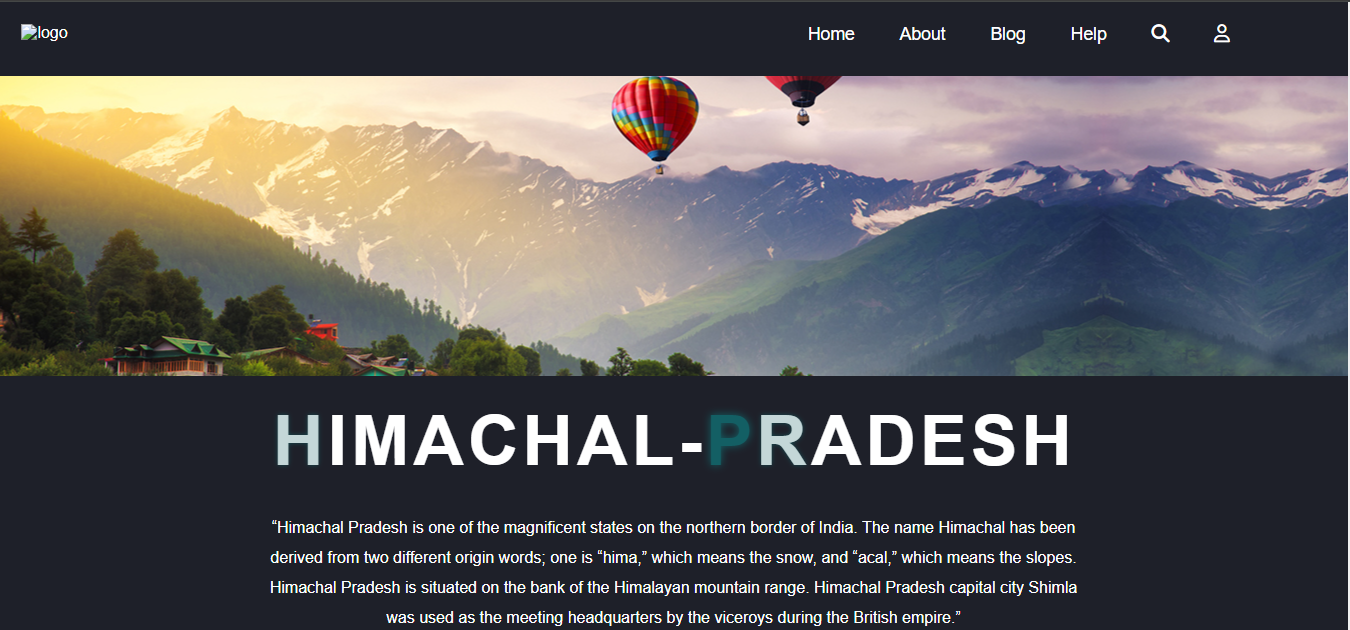 logo
Home About Blog Help
HIMACHAL-PRADESH
“Himachal Pradesh is one of the magnificent states on the northern border of India. The name Himachal has been
derived from two different origin words; one is “hima,” which means the snow, and “acal,” which means the slopes.
Himachal Pradesh is situated on the bank of the Himalayan mountain range. Himachal Pradesh capital city Shimla
was used as the meeting headquarters by the viceroys during the British empire.”